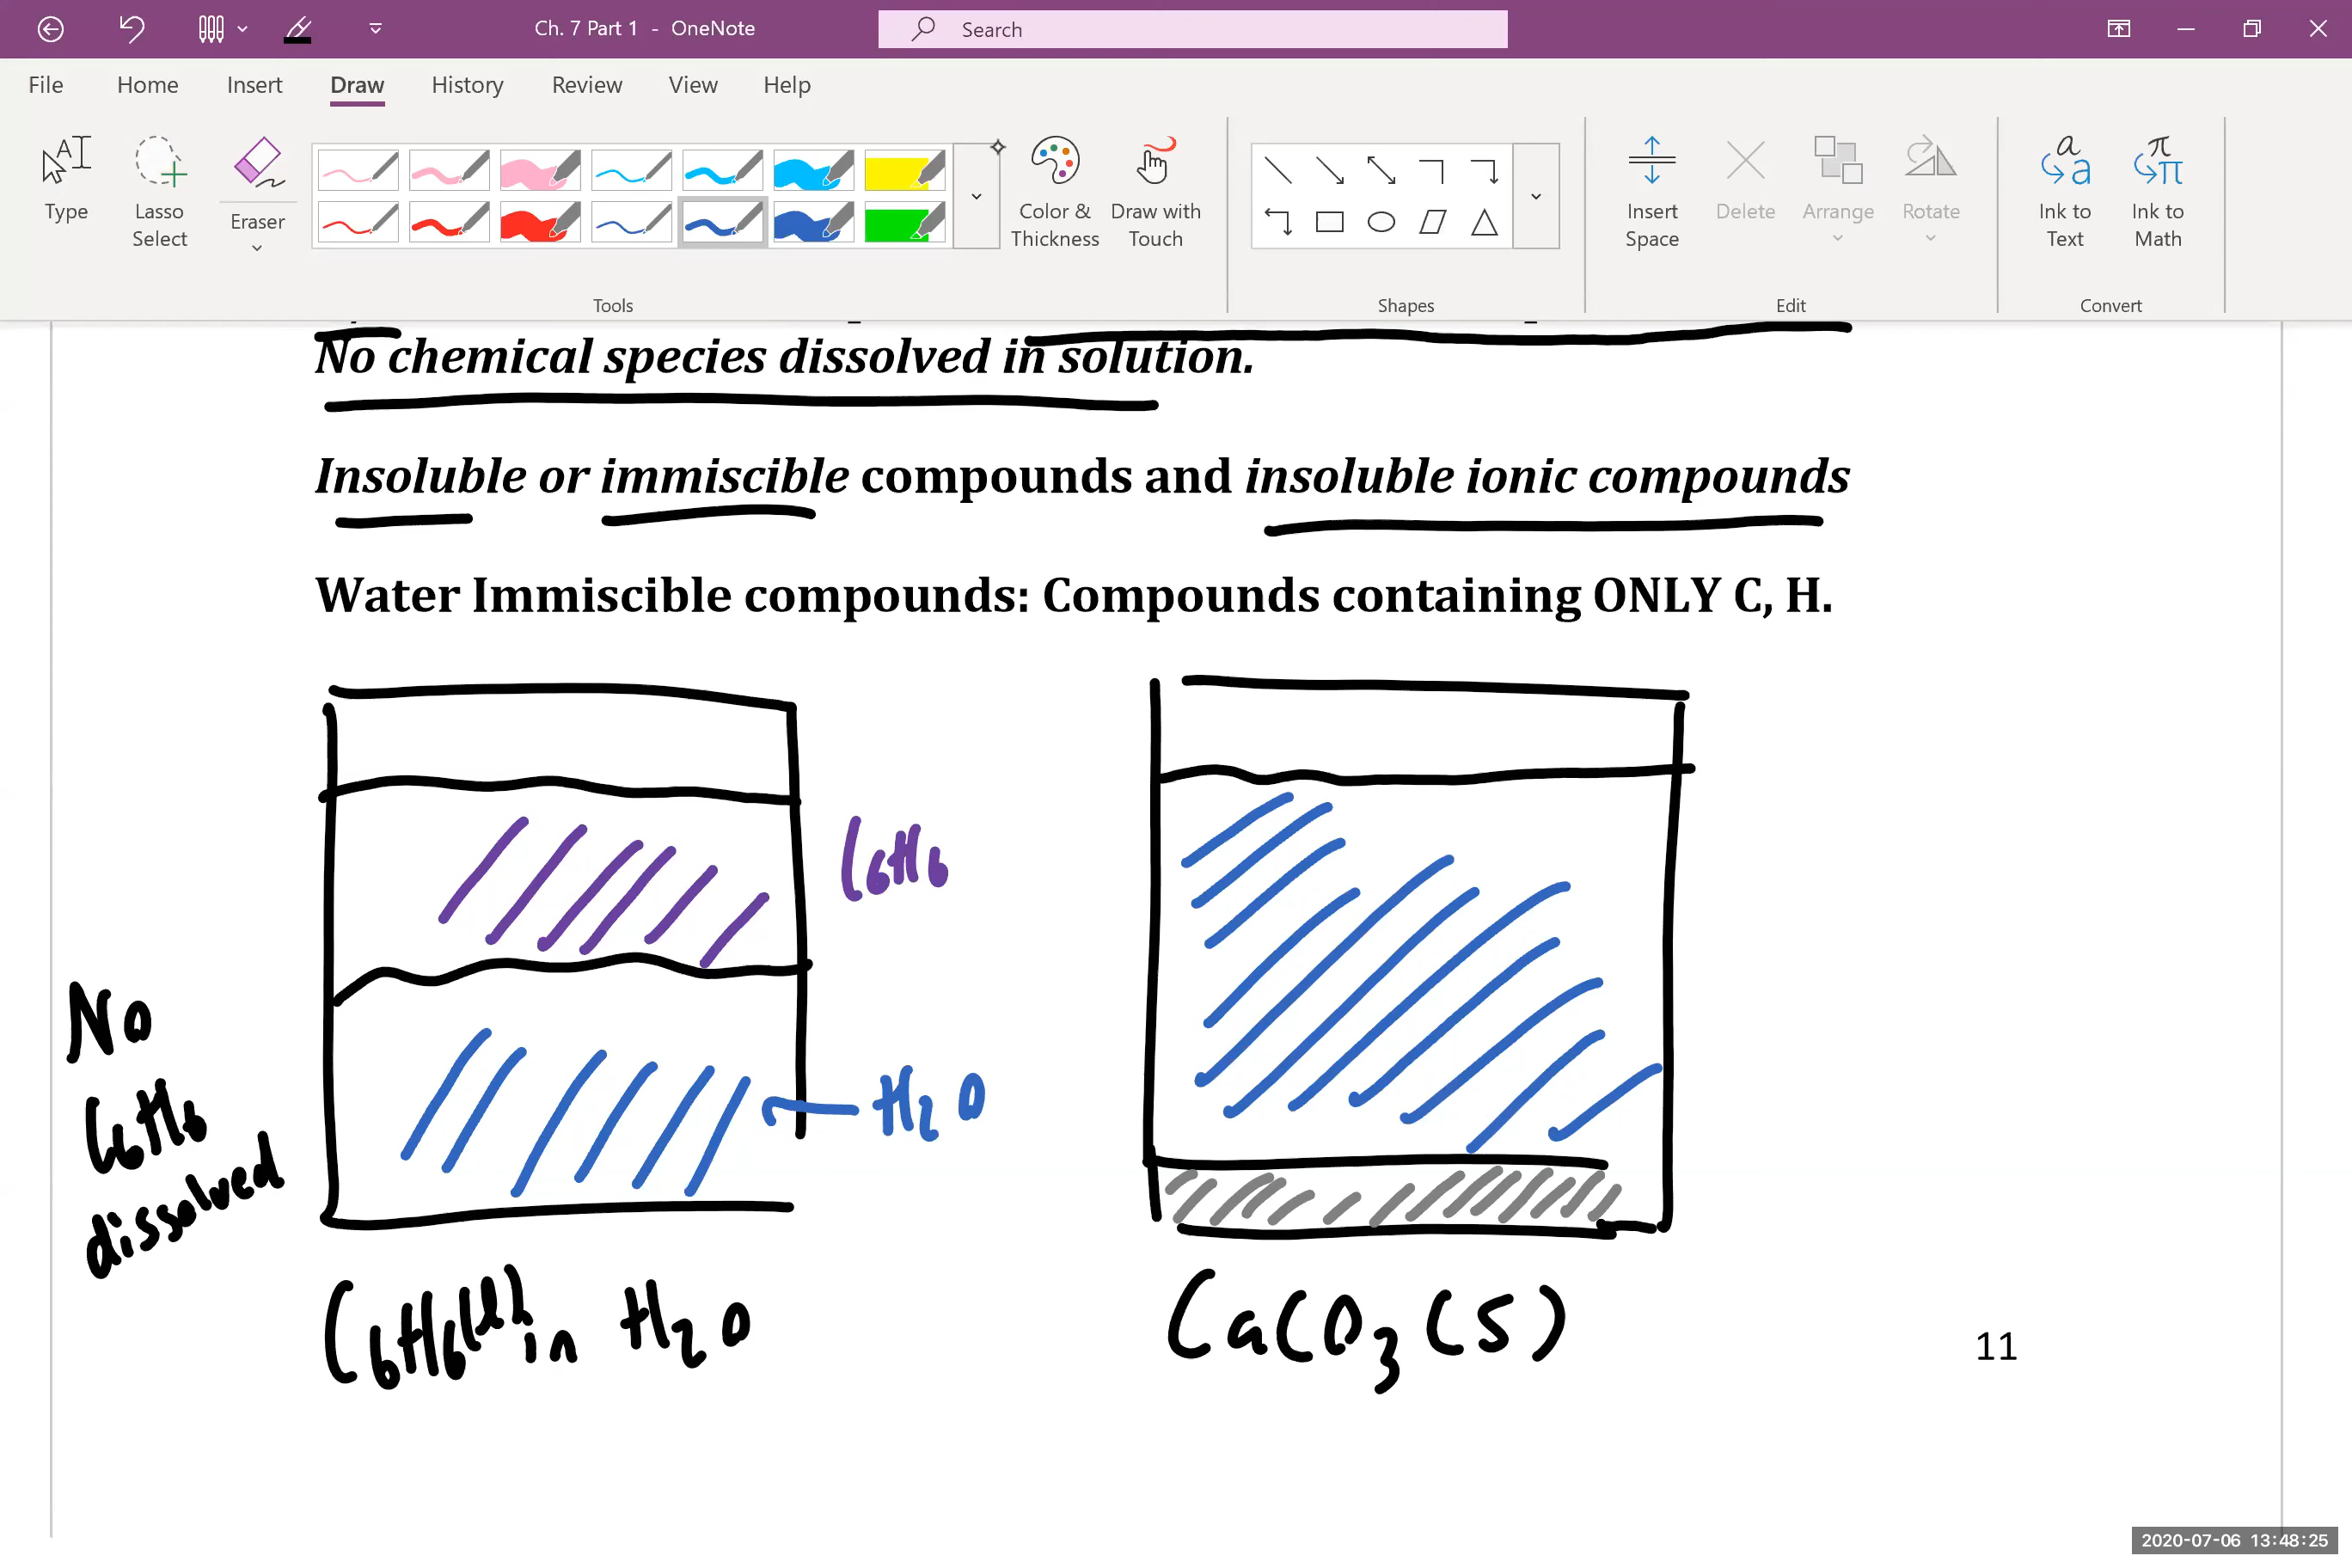 Ch. 7 Part 1 - OneNote
Search
File Home Insert Draw History Review View Help
Type
Lasso Select
Eraser
Color & Thickness
Draw with Touch
Insert Space
Delete
Arrange
Rotate
Ink to Text
Ink to Math
Tools
Shapes
Edit
Convert
No chemical species dissolved in solution.
Insoluble or immiscible compounds and insoluble ionic compounds
Water Immiscible compounds: Compounds containing ONLY C, H.
C6H6
H2O
No
C6H6
dissolved
C6H6(l) in H2O
CaCO3(s)
11
2020-07-06 13:48:25